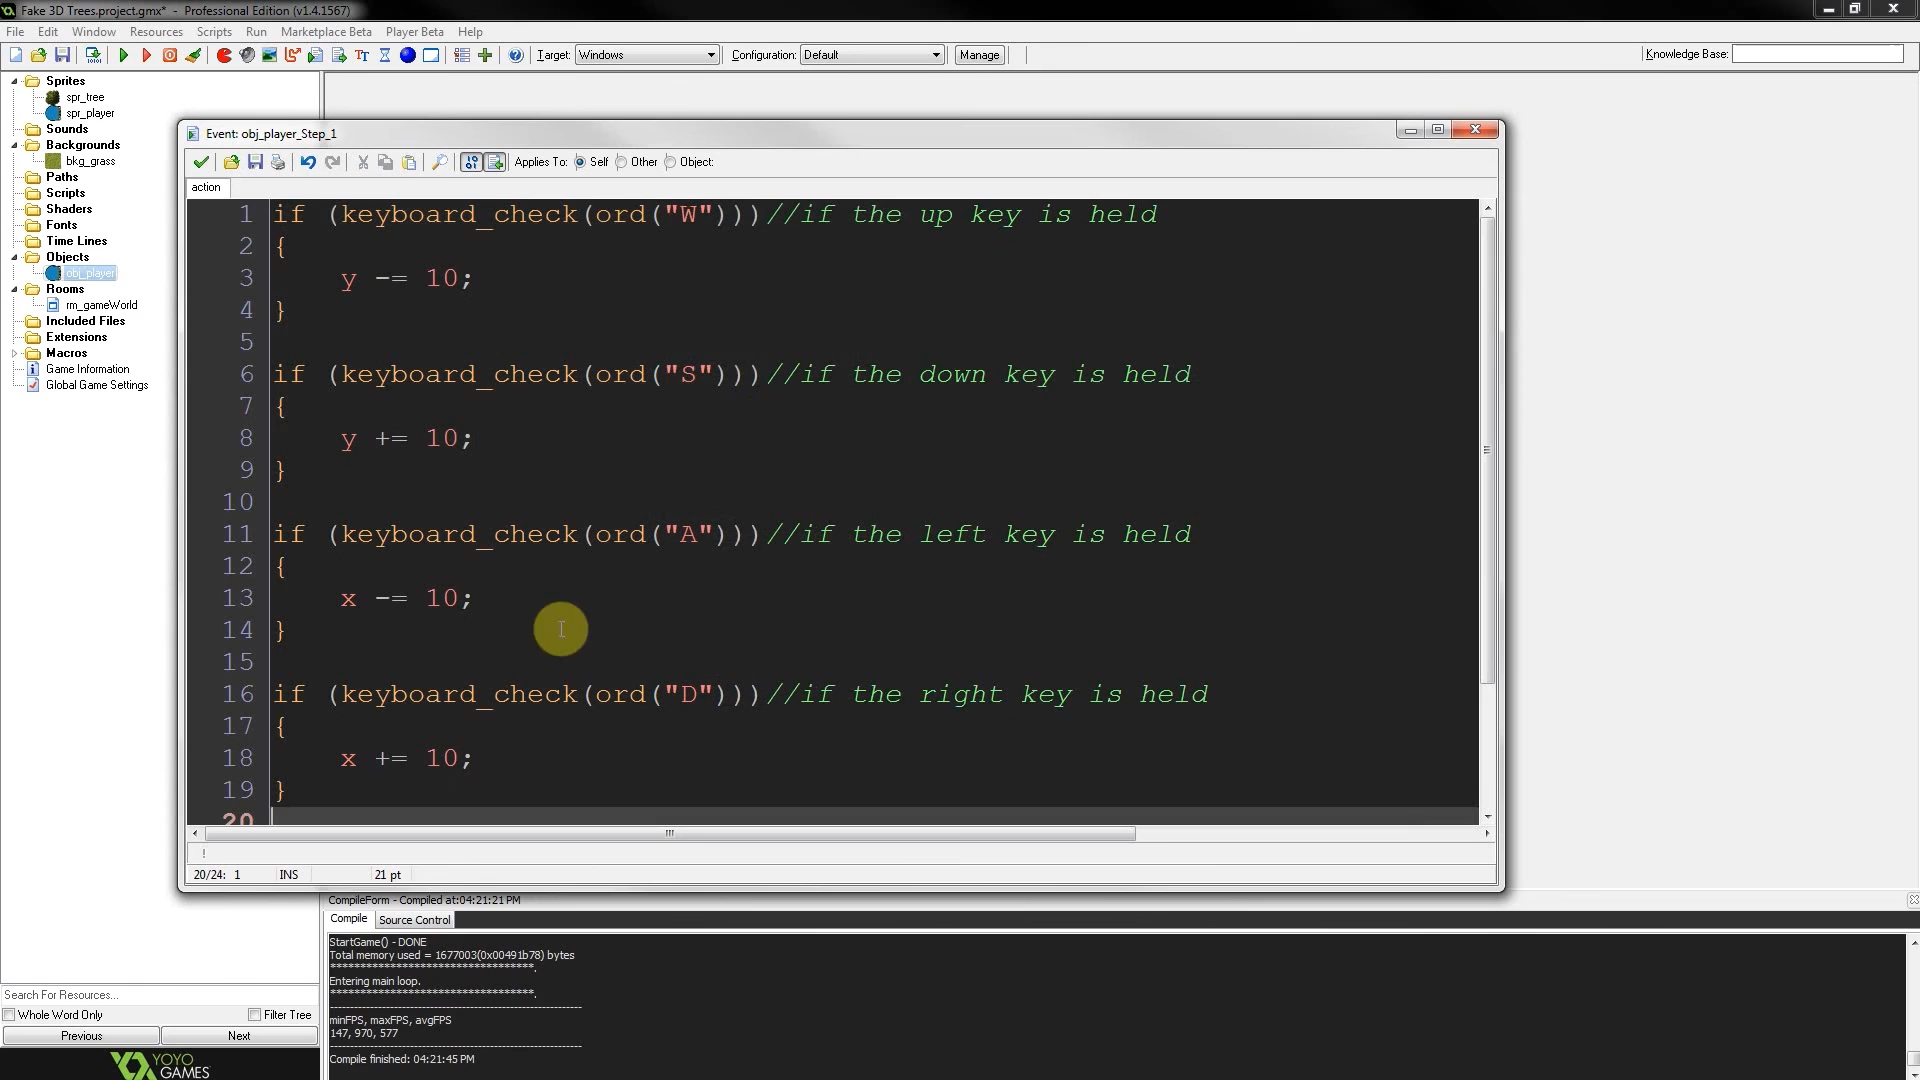 Fake 3D Trees.project.gmx* - Professional Edition (v1.4.1567)
File Edit Window Resources Scripts Run Marketplace Beta Player Beta Help
Target: Windows Configuration: Default Manage Knowledge Base:
Sprites
spr_tree
spr_player
Sounds
Backgrounds
bkg_grass
Paths
Scripts
Shaders
Fonts
Time Lines
Objects
obj_player
Rooms
rm_gameWorld
Included Files
Extensions
Macros
Game Information
Global Game Settings
Event: obj_player_Step_1
Applies To: Self Other Object:
action
1 if (keyboard_check(ord("W")))//if the up key is held
2 {
3 y -= 10;
4 }
5
6 if (keyboard_check(ord("S")))//if the down key is held
7 {
8 y += 10;
9 }
10
11 if (keyboard_check(ord("A")))//if the left key is held
12 {
13 x -= 10;
14 }
15
16 if (keyboard_check(ord("D")))//if the right key is held
17 {
18 x += 10;
19 }
20
!
20/24: 1 INS 21 pt
CompileForm - Compiled at:04:21:21 PM
Compile Source Control
StartGame() - DONE
Total memory used = 1677003(0x00491b78) bytes
**********************************.
Entering main loop.
**********************************.
minFPS, maxFPS, avgFPS
147, 970, 577
Compile finished: 04:21:45 PM
Search For Resources...
Whole Word Only Filter Tree
Previous Next
YOYO
GAMES